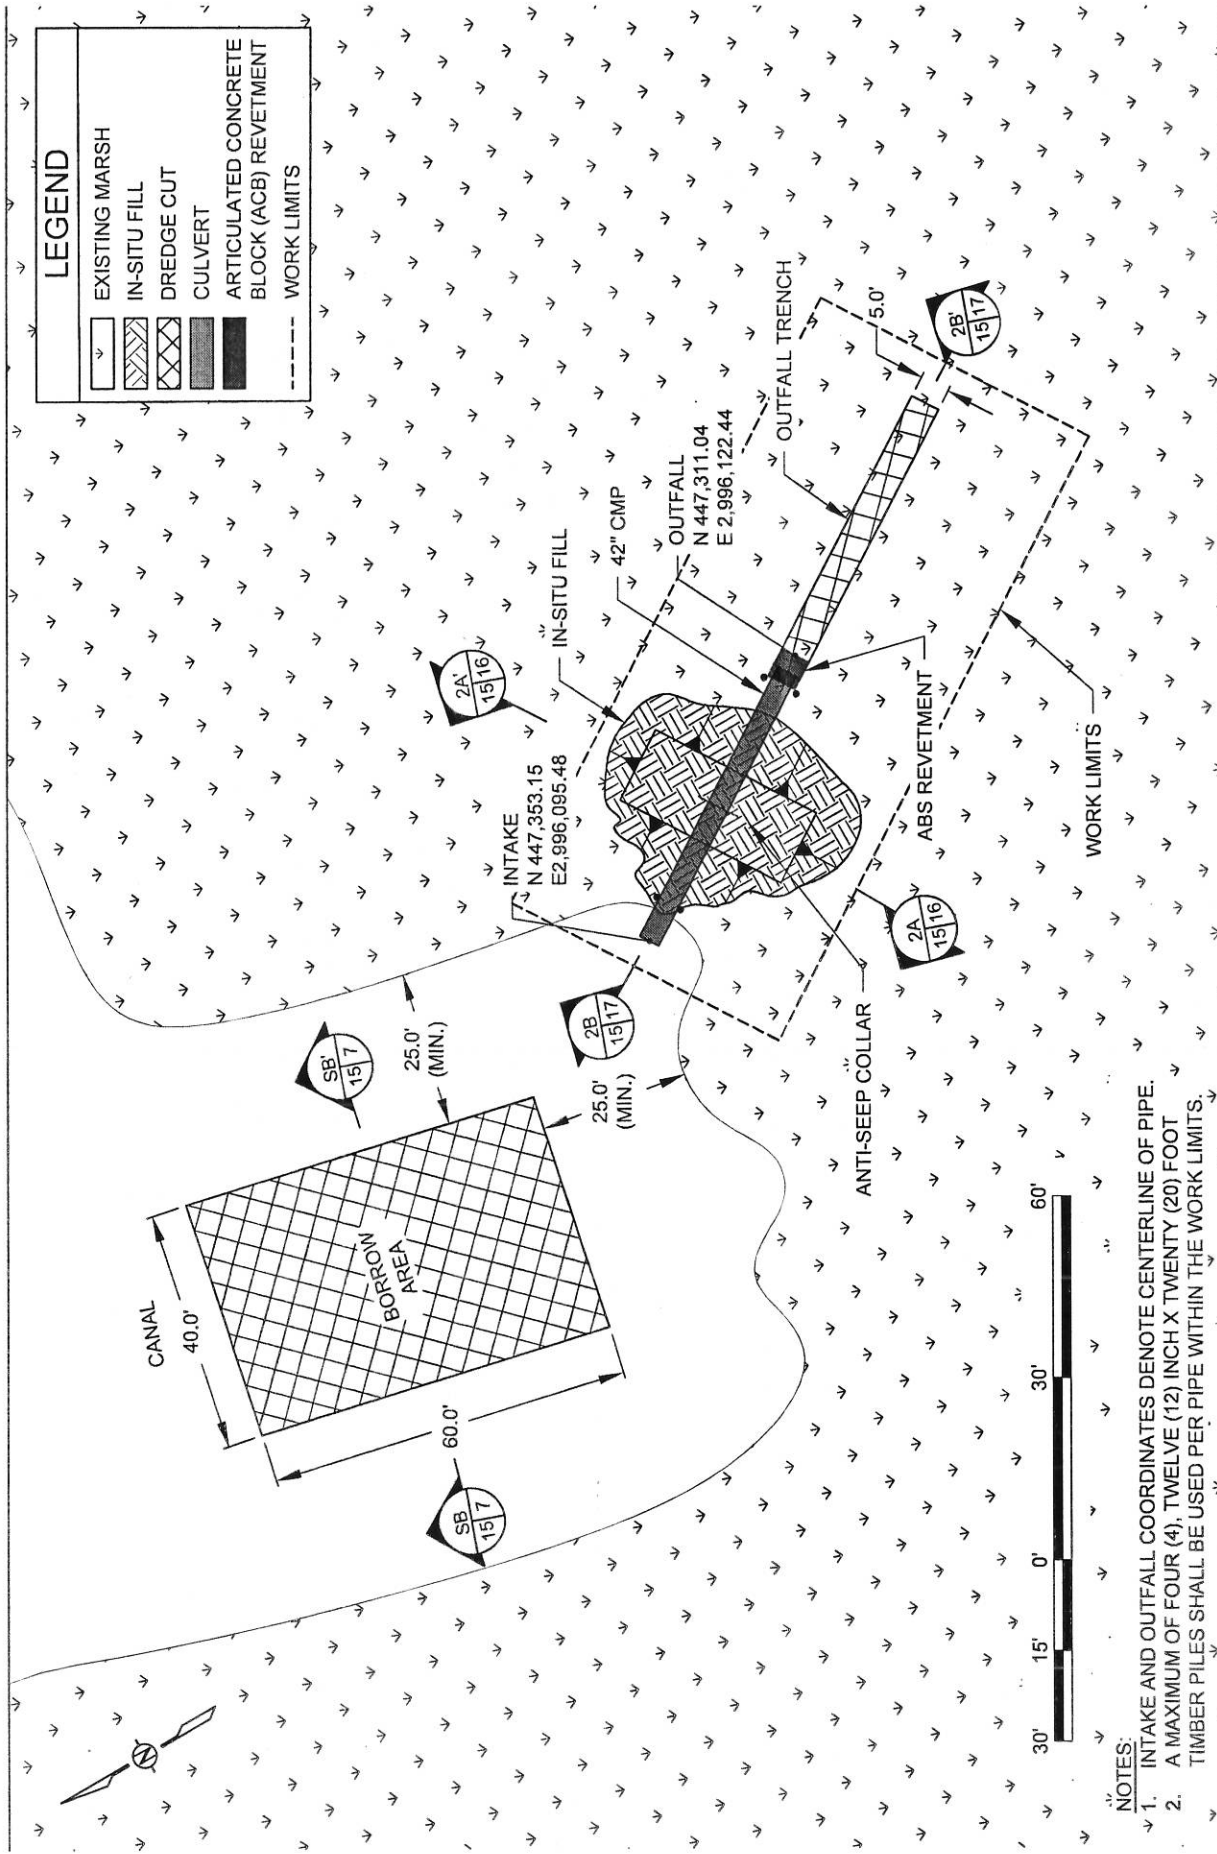 LEGEND
EXISTING MARSH
IN-SITU FILL
DREDGE CUT
CULVERT
ARTICULATED CONCRETE
BLOCK (ACB) REVETMENT
WORK LIMITS
CANAL
40.0'
BORROW
AREA
60.0'
SB
15 7
SB'
15 7
25.0'
(MIN.)
25.0'
(MIN.)
INTAKE
N 447,353.15
E2,996,095.48
2B
15 17
2A'
15 16
IN-SITU FILL
42" CMP
OUTFALL
N 447,311.04
E 2,996,122.44
OUTFALL TRENCH
5.0'
2B'
15 17
2A
15 16
ANTI-SEEP COLLAR
ABS REVETMENT
WORK LIMITS
N
30' 15' 0' 30' 60'
NOTES:
1. INTAKE AND OUTFALL COORDINATES DENOTE CENTERLINE OF PIPE.
2. A MAXIMUM OF FOUR (4), TWELVE (12) INCH X TWENTY (20) FOOT
TIMBER PILES SHALL BE USED PER PIPE WITHIN THE WORK LIMITS.